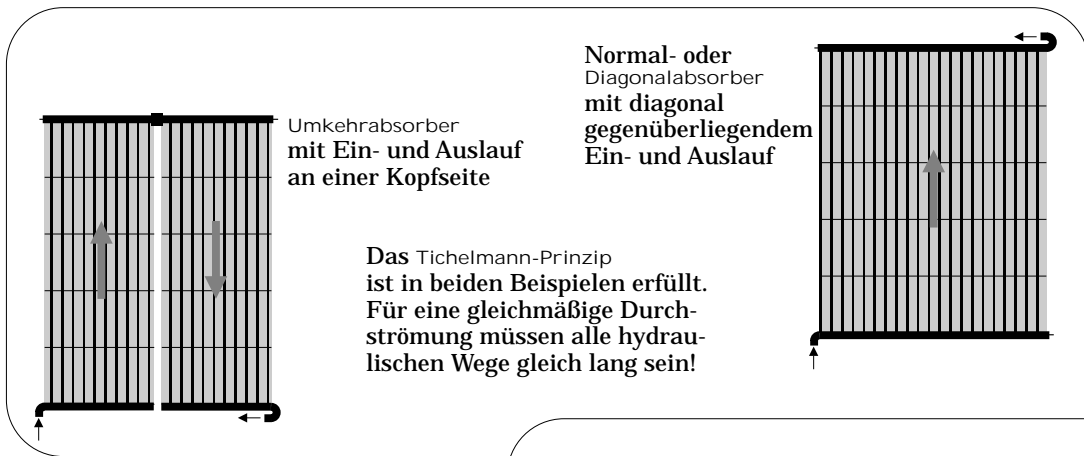 Umkehrabsorber
mit Ein- und Auslauf
an einer Kopfseite
Normal- oder
Diagonalabsorber
mit diagonal
gegenüberliegendem
Ein- und Auslauf
Das Tichelmann-Prinzip
ist in beiden Beispielen erfüllt.
Für eine gleichmäßige Durch-
strömung müssen alle hydrau-
lischen Wege gleich lang sein!